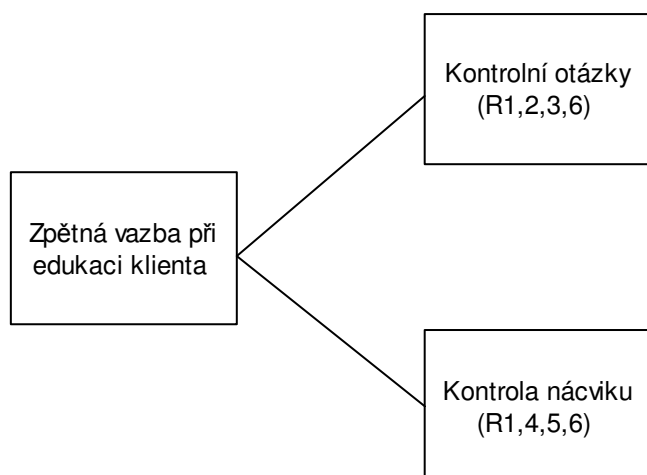 Kontrolní otázky
(R1,2,3,6)
Zpětná vazba při
edukaci klienta
Kontrola nácviku
(R1,4,5,6)